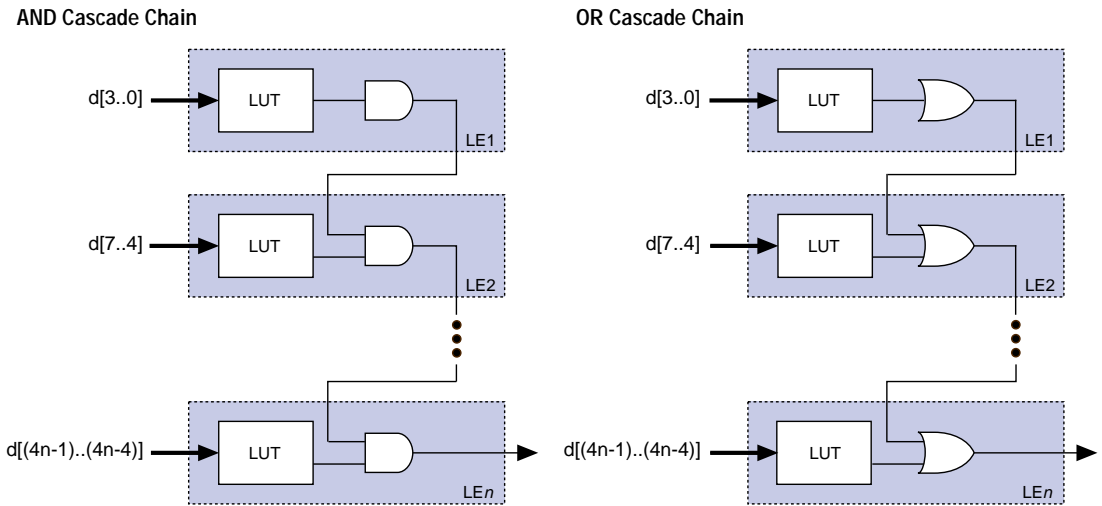 AND Cascade Chain
d[3..0]
LUT
LE1
d[7..4]
LUT
LE2
d[(4n-1)..(4n-4)]
LUT
LEn
OR Cascade Chain
d[3..0]
LUT
LE1
d[7..4]
LUT
LE2
d[(4n-1)..(4n-4)]
LUT
LEn